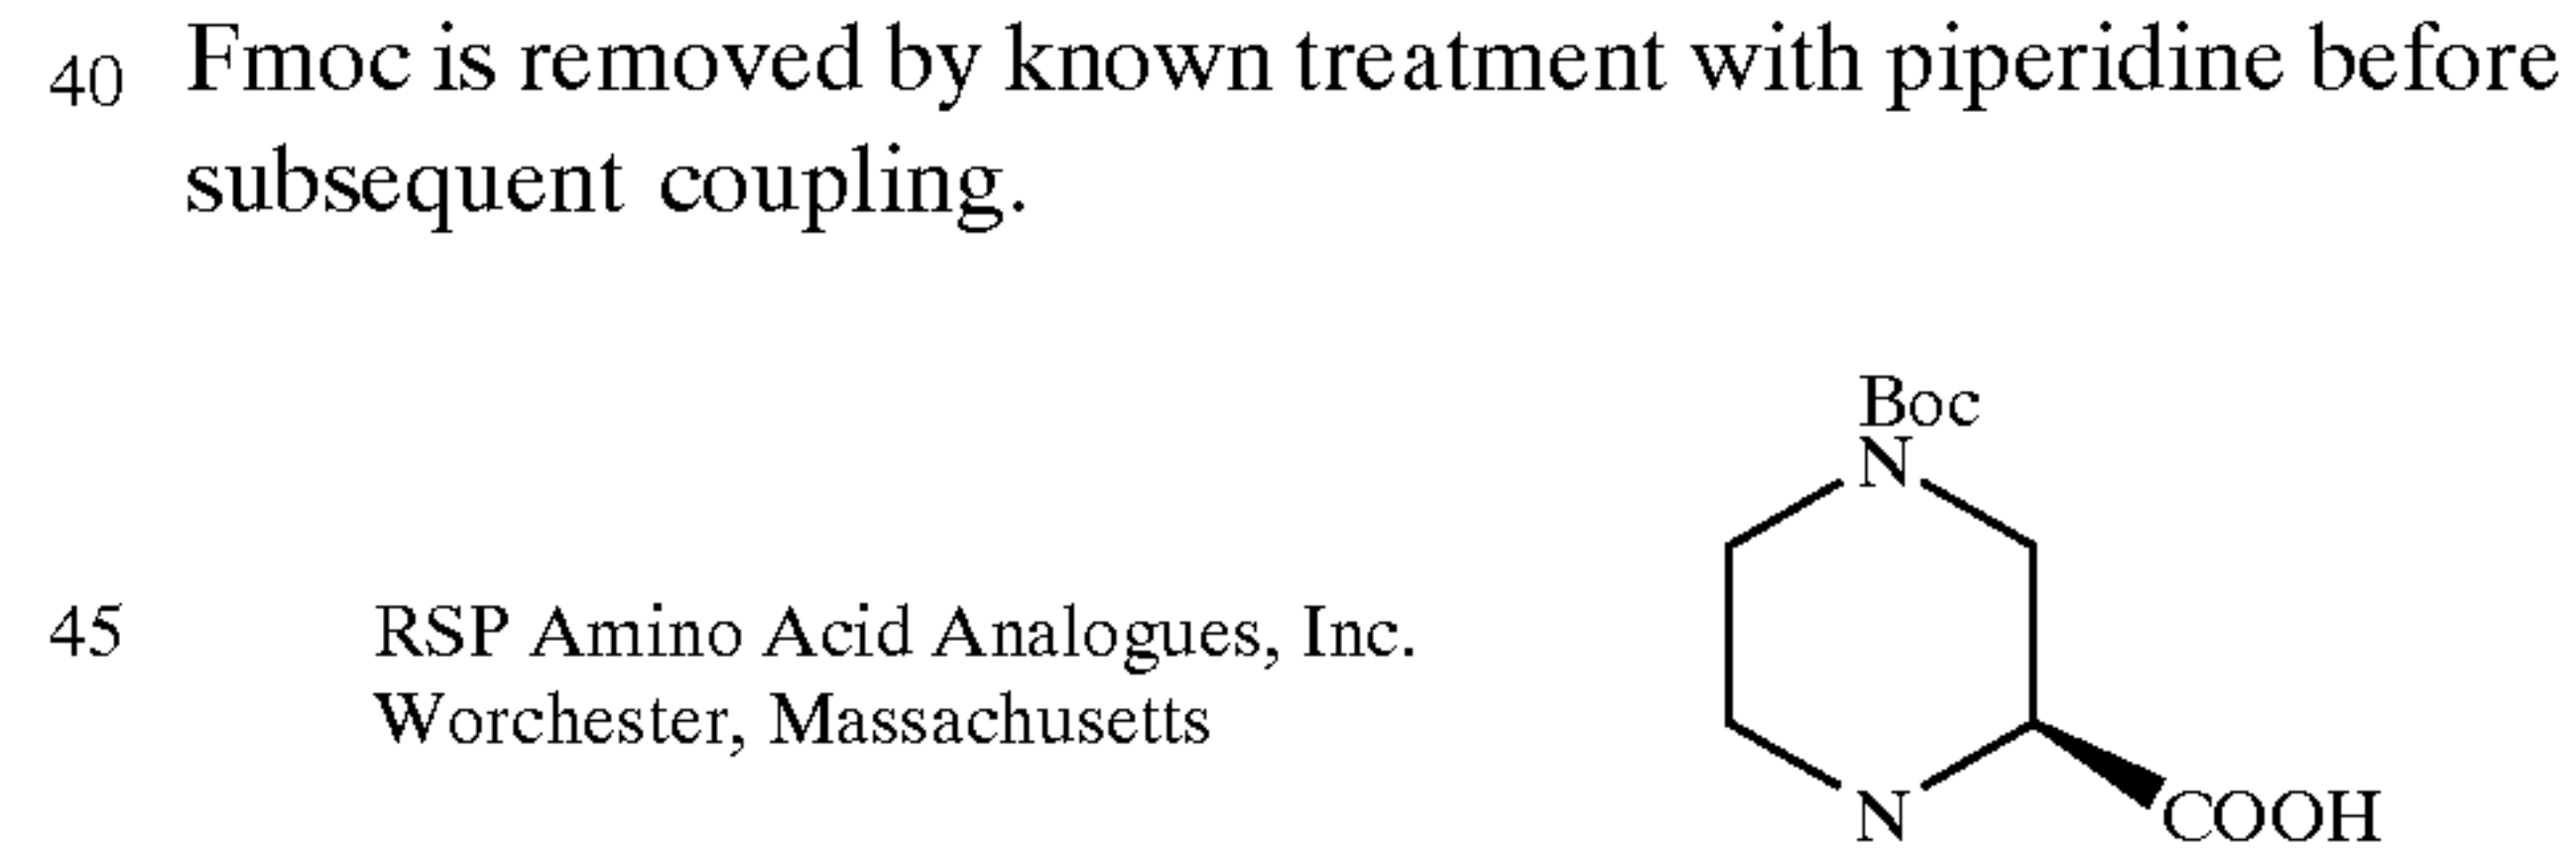 40 Fmoc is removed by known treatment with piperidine before
subsequent coupling.
Boc
N
45 RSP Amino Acid Analogues, Inc.
Worchester, Massachusetts
N COOH